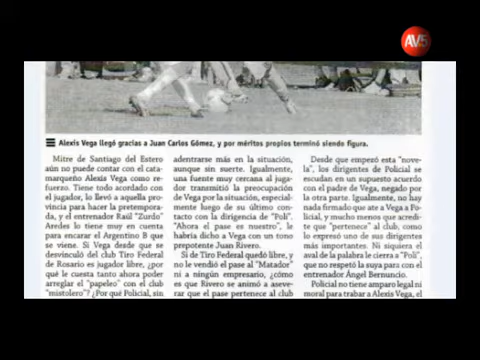 AV5
Alexis Vega llegó gracias a Juan Carlos Gómez, y por méritos propios terminó siendo figura.
Mitre de Santiago del Estero
aún no puede contar con el cata-
marqueño Alexis Vega como re-
fuerzo. Tiene todo acordado con
el jugador, lo llevó a aquella pro-
vincia para hacer la pretempora-
da, y el entrenador Raúl "Zurdo"
Aredes lo tiene muy en cuenta
para encarar el Argentino B que
se viene. Si Vega desde que se
desvinculó del club Tiro Federal
de Rosario es jugador libre, ¿por
qué le cuesta tanto ahora poder
arreglar el "papeleo" con el club
"mistolero"? ¿Por qué Policial, sin
adentrarse más en la situación,
aunque sin suerte. Igualmente,
una fuente muy cercana al juga-
dor transmitió la preocupación
de Vega por la situación, especial-
mente luego de su último con-
tacto con la dirigencia de "Poli".
"Ahora el pase es nuestro", le
habría dicho a Vega con un tono
prepotente Juan Rivero.
Si de Tiro Federal quedó libre, y
no le vendió el pase al "Matador"
ni a ningún empresario, ¿cómo
es que Rivero se animó a aseve-
rar que el pase pertenece al club
Desde que empezó esta "nove-
la", los dirigentes de Policial se
escudan en un supuesto acuerdo
con el padre de Vega, negado por
la otra parte. Igualmente, no hay
nada firmado que ate a Vega a Po-
licial, y mucho menos que acredi-
te que "pertenece" al club, como
lo expresó uno de sus dirigentes
más importantes. Ni siquiera el
aval de la palabra le cierra a "Poli",
que no respetó la suya para con el
entrenador Ángel Bernuncio.
Policial no tiene amparo legal ni
moral para trabar a Alexis Vega, el